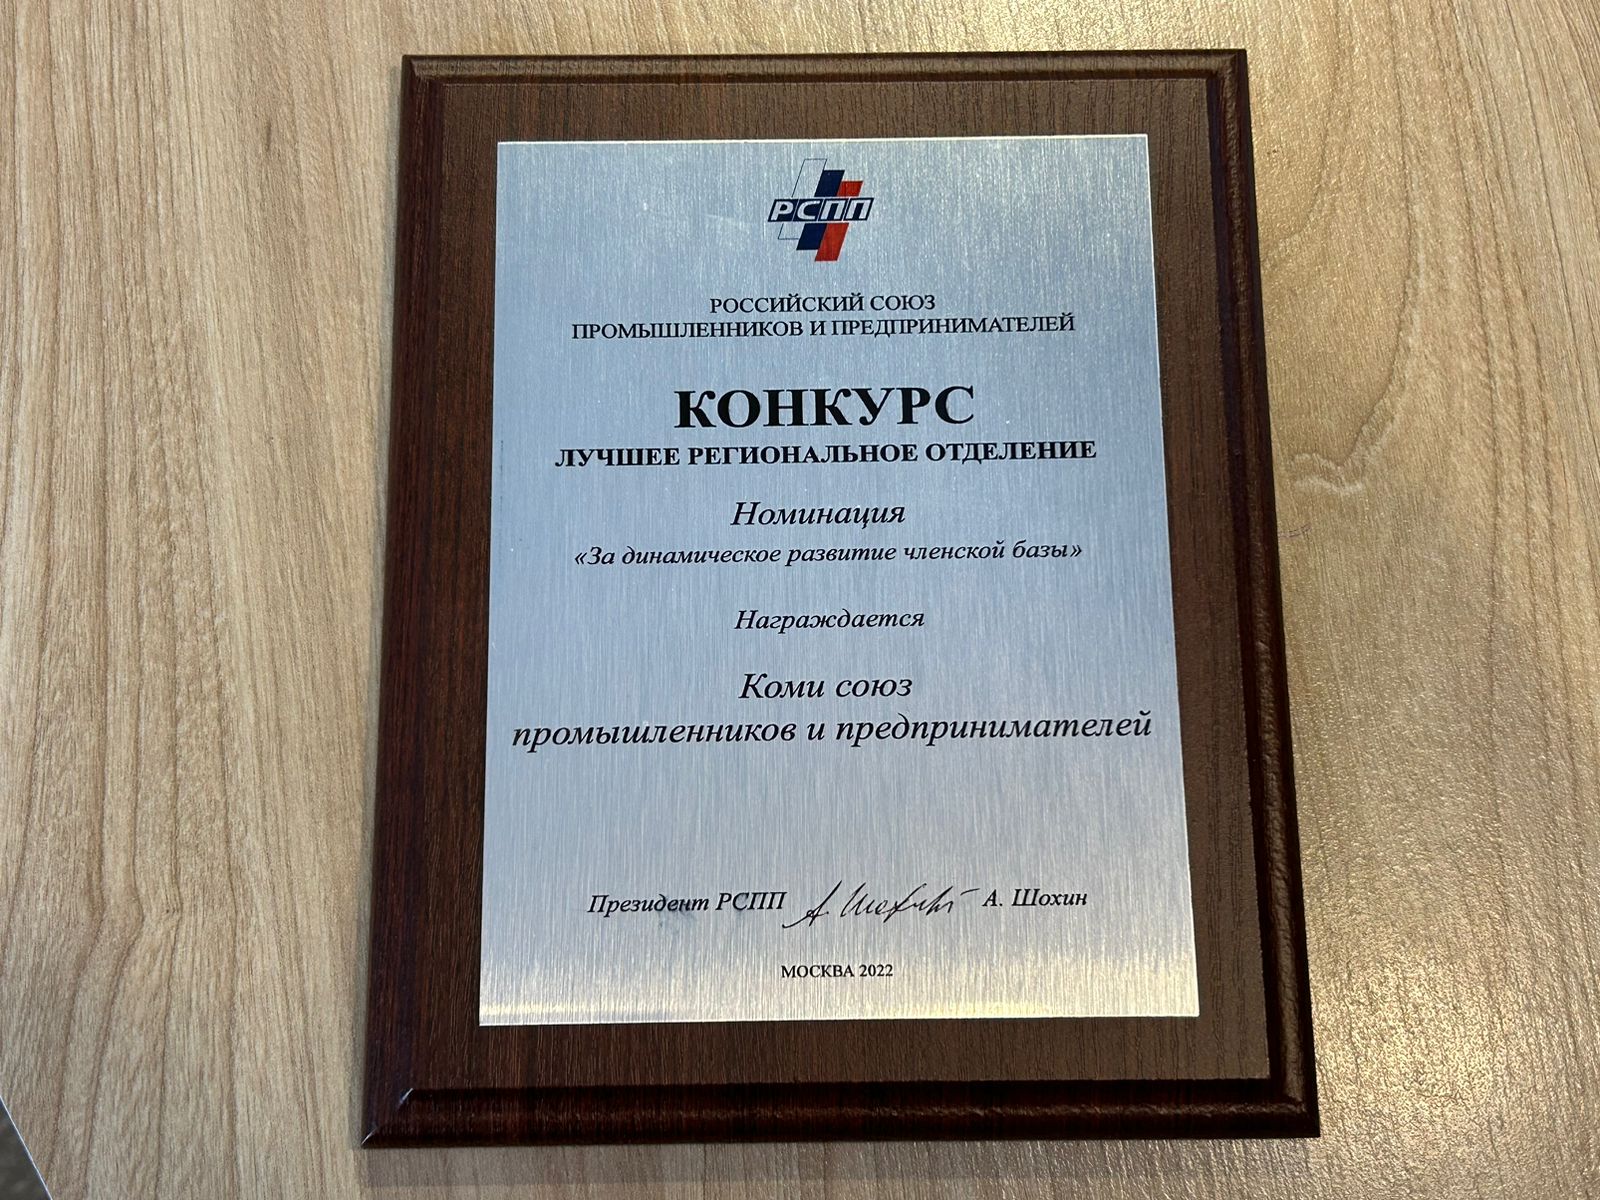 РСПП
РОССИЙСКИЙ СОЮЗ
ПРОМЫШЛЕННИКОВ И ПРЕДПРИНИМАТЕЛЕЙ
КОНКУРС
ЛУЧШЕЕ РЕГИОНАЛЬНОЕ ОТДЕЛЕНИЕ
Номинация
«За динамическое развитие членской базы»
Награждается
Коми союз
промышленников и предпринимателей
Президент РСПП А. Шохин А. Шохин
МОСКВА 2022